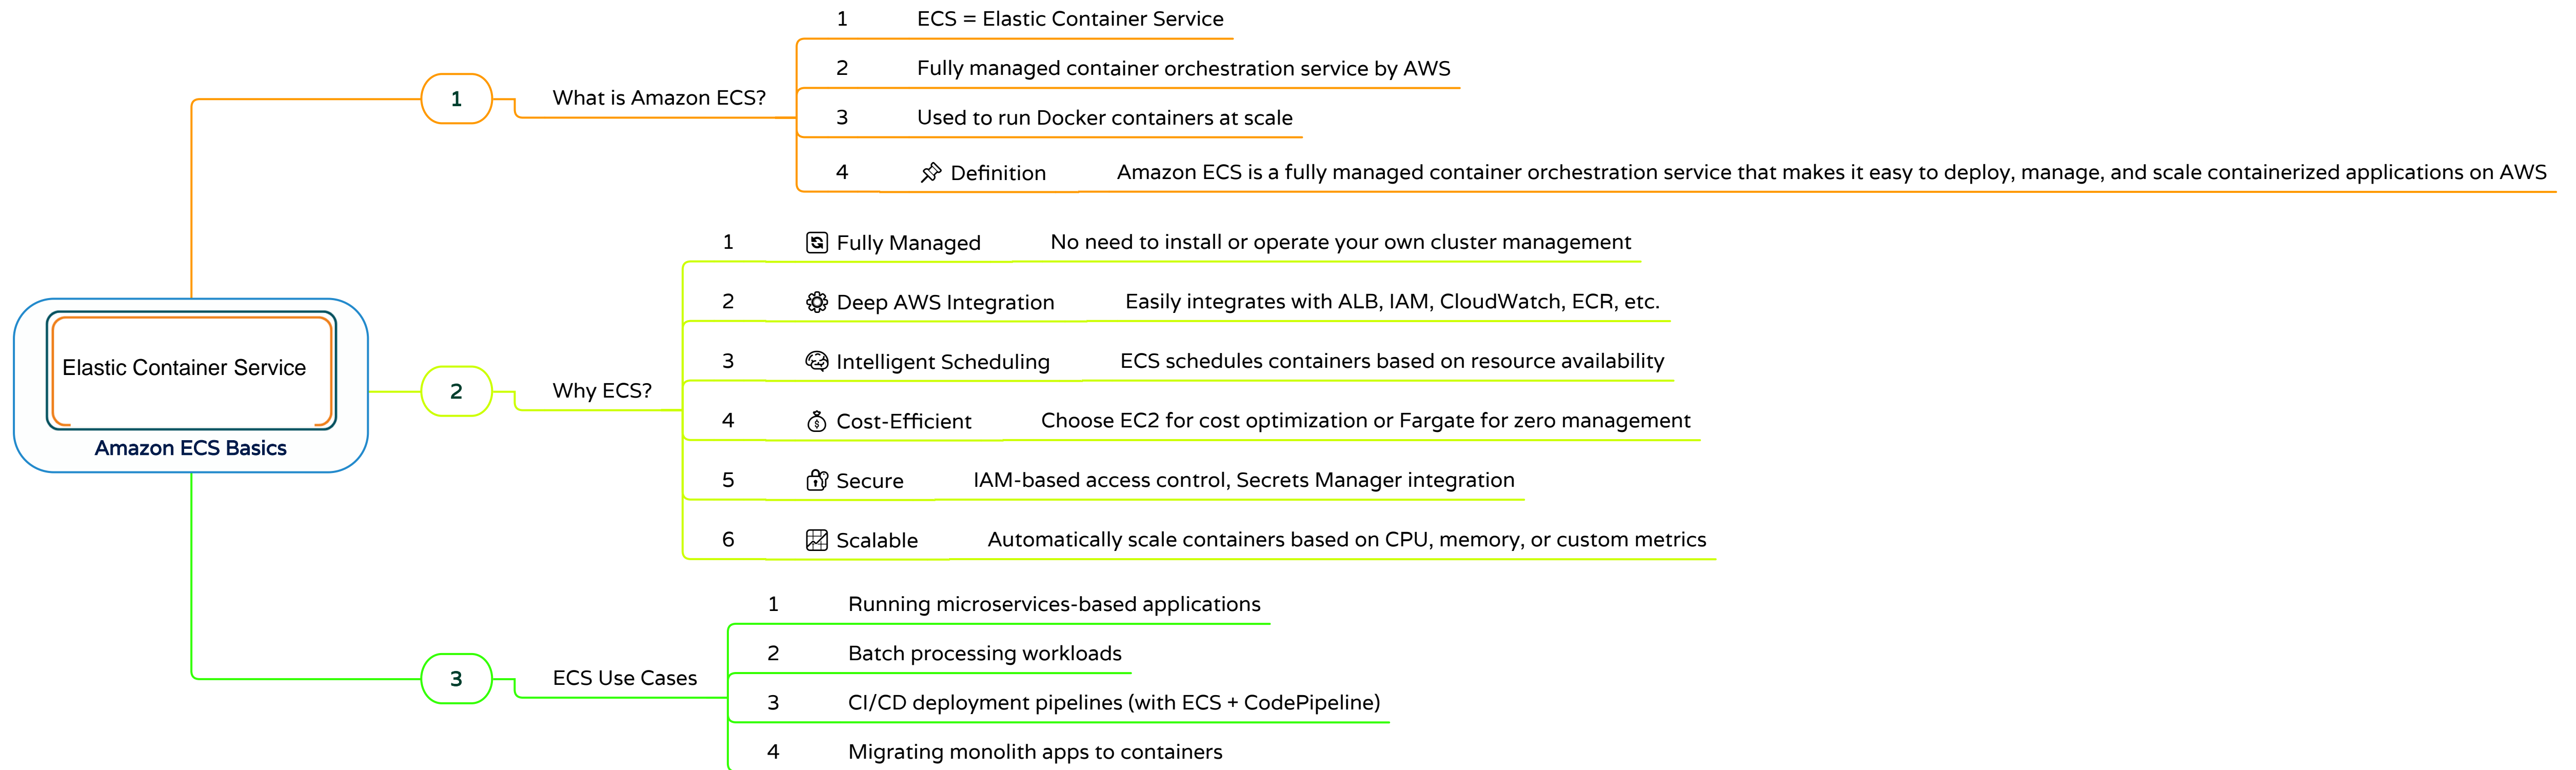 Elastic Container Service
Amazon ECS Basics
1 What is Amazon ECS?
1 ECS = Elastic Container Service
2 Fully managed container orchestration service by AWS
3 Used to run Docker containers at scale
4 Definition Amazon ECS is a fully managed container orchestration service that makes it easy to deploy, manage, and scale containerized applications on AWS
2 Why ECS?
1 Fully Managed No need to install or operate your own cluster management
2 Deep AWS Integration Easily integrates with ALB, IAM, CloudWatch, ECR, etc.
3 Intelligent Scheduling ECS schedules containers based on resource availability
4 Cost-Efficient Choose EC2 for cost optimization or Fargate for zero management
5 Secure IAM-based access control, Secrets Manager integration
6 Scalable Automatically scale containers based on CPU, memory, or custom metrics
3 ECS Use Cases
1 Running microservices-based applications
2 Batch processing workloads
3 CI/CD deployment pipelines (with ECS + CodePipeline)
4 Migrating monolith apps to containers